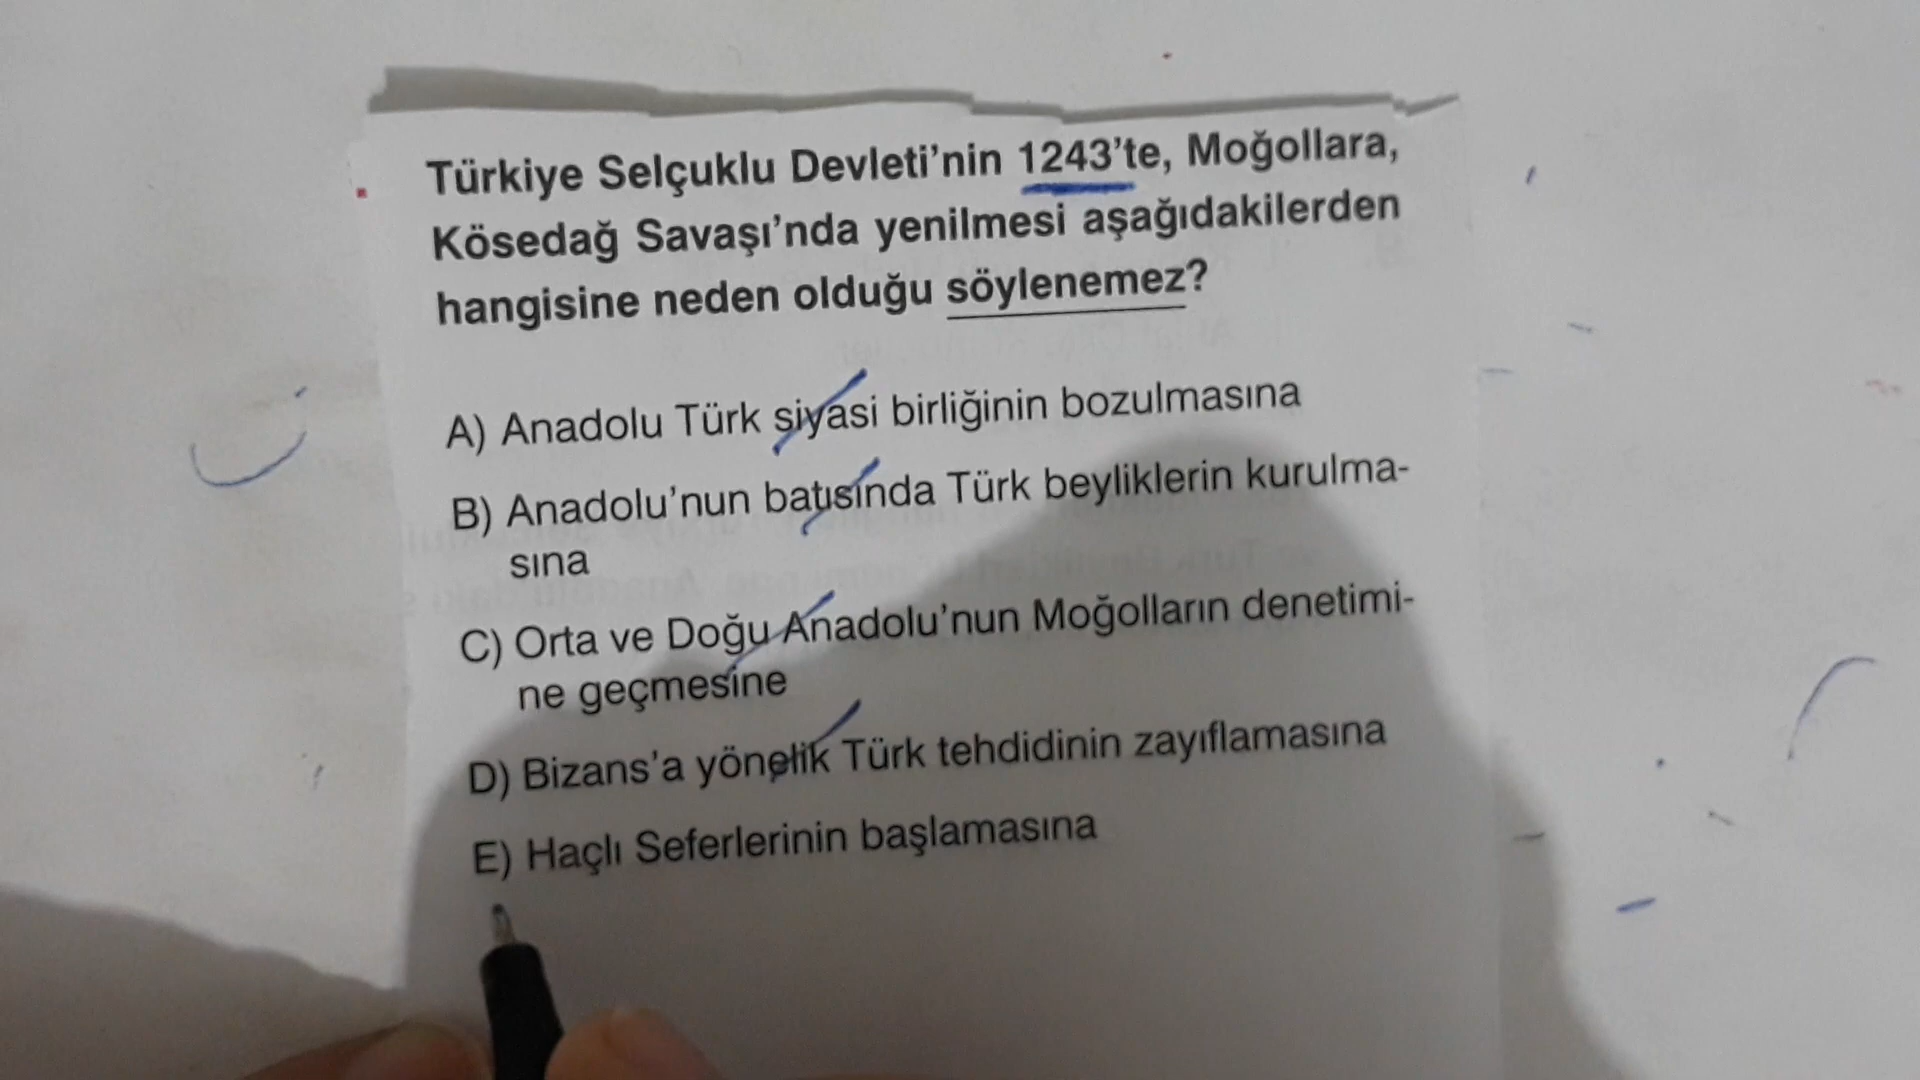 Türkiye Selçuklu Devleti’nin 1243’te, Moğollara,
Kösedağ Savaşı’nda yenilmesi aşağıdakilerden
hangisine neden olduğu söylenemez?
A) Anadolu Türk siyasi birliğinin bozulmasına
B) Anadolu’nun batısında Türk beyliklerin kurulma-
sına
C) Orta ve Doğu Anadolu’nun Moğolların denetimi-
ne geçmesine
D) Bizans’a yönelik Türk tehdidinin zayıflamasına
E) Haçlı Seferlerinin başlamasına